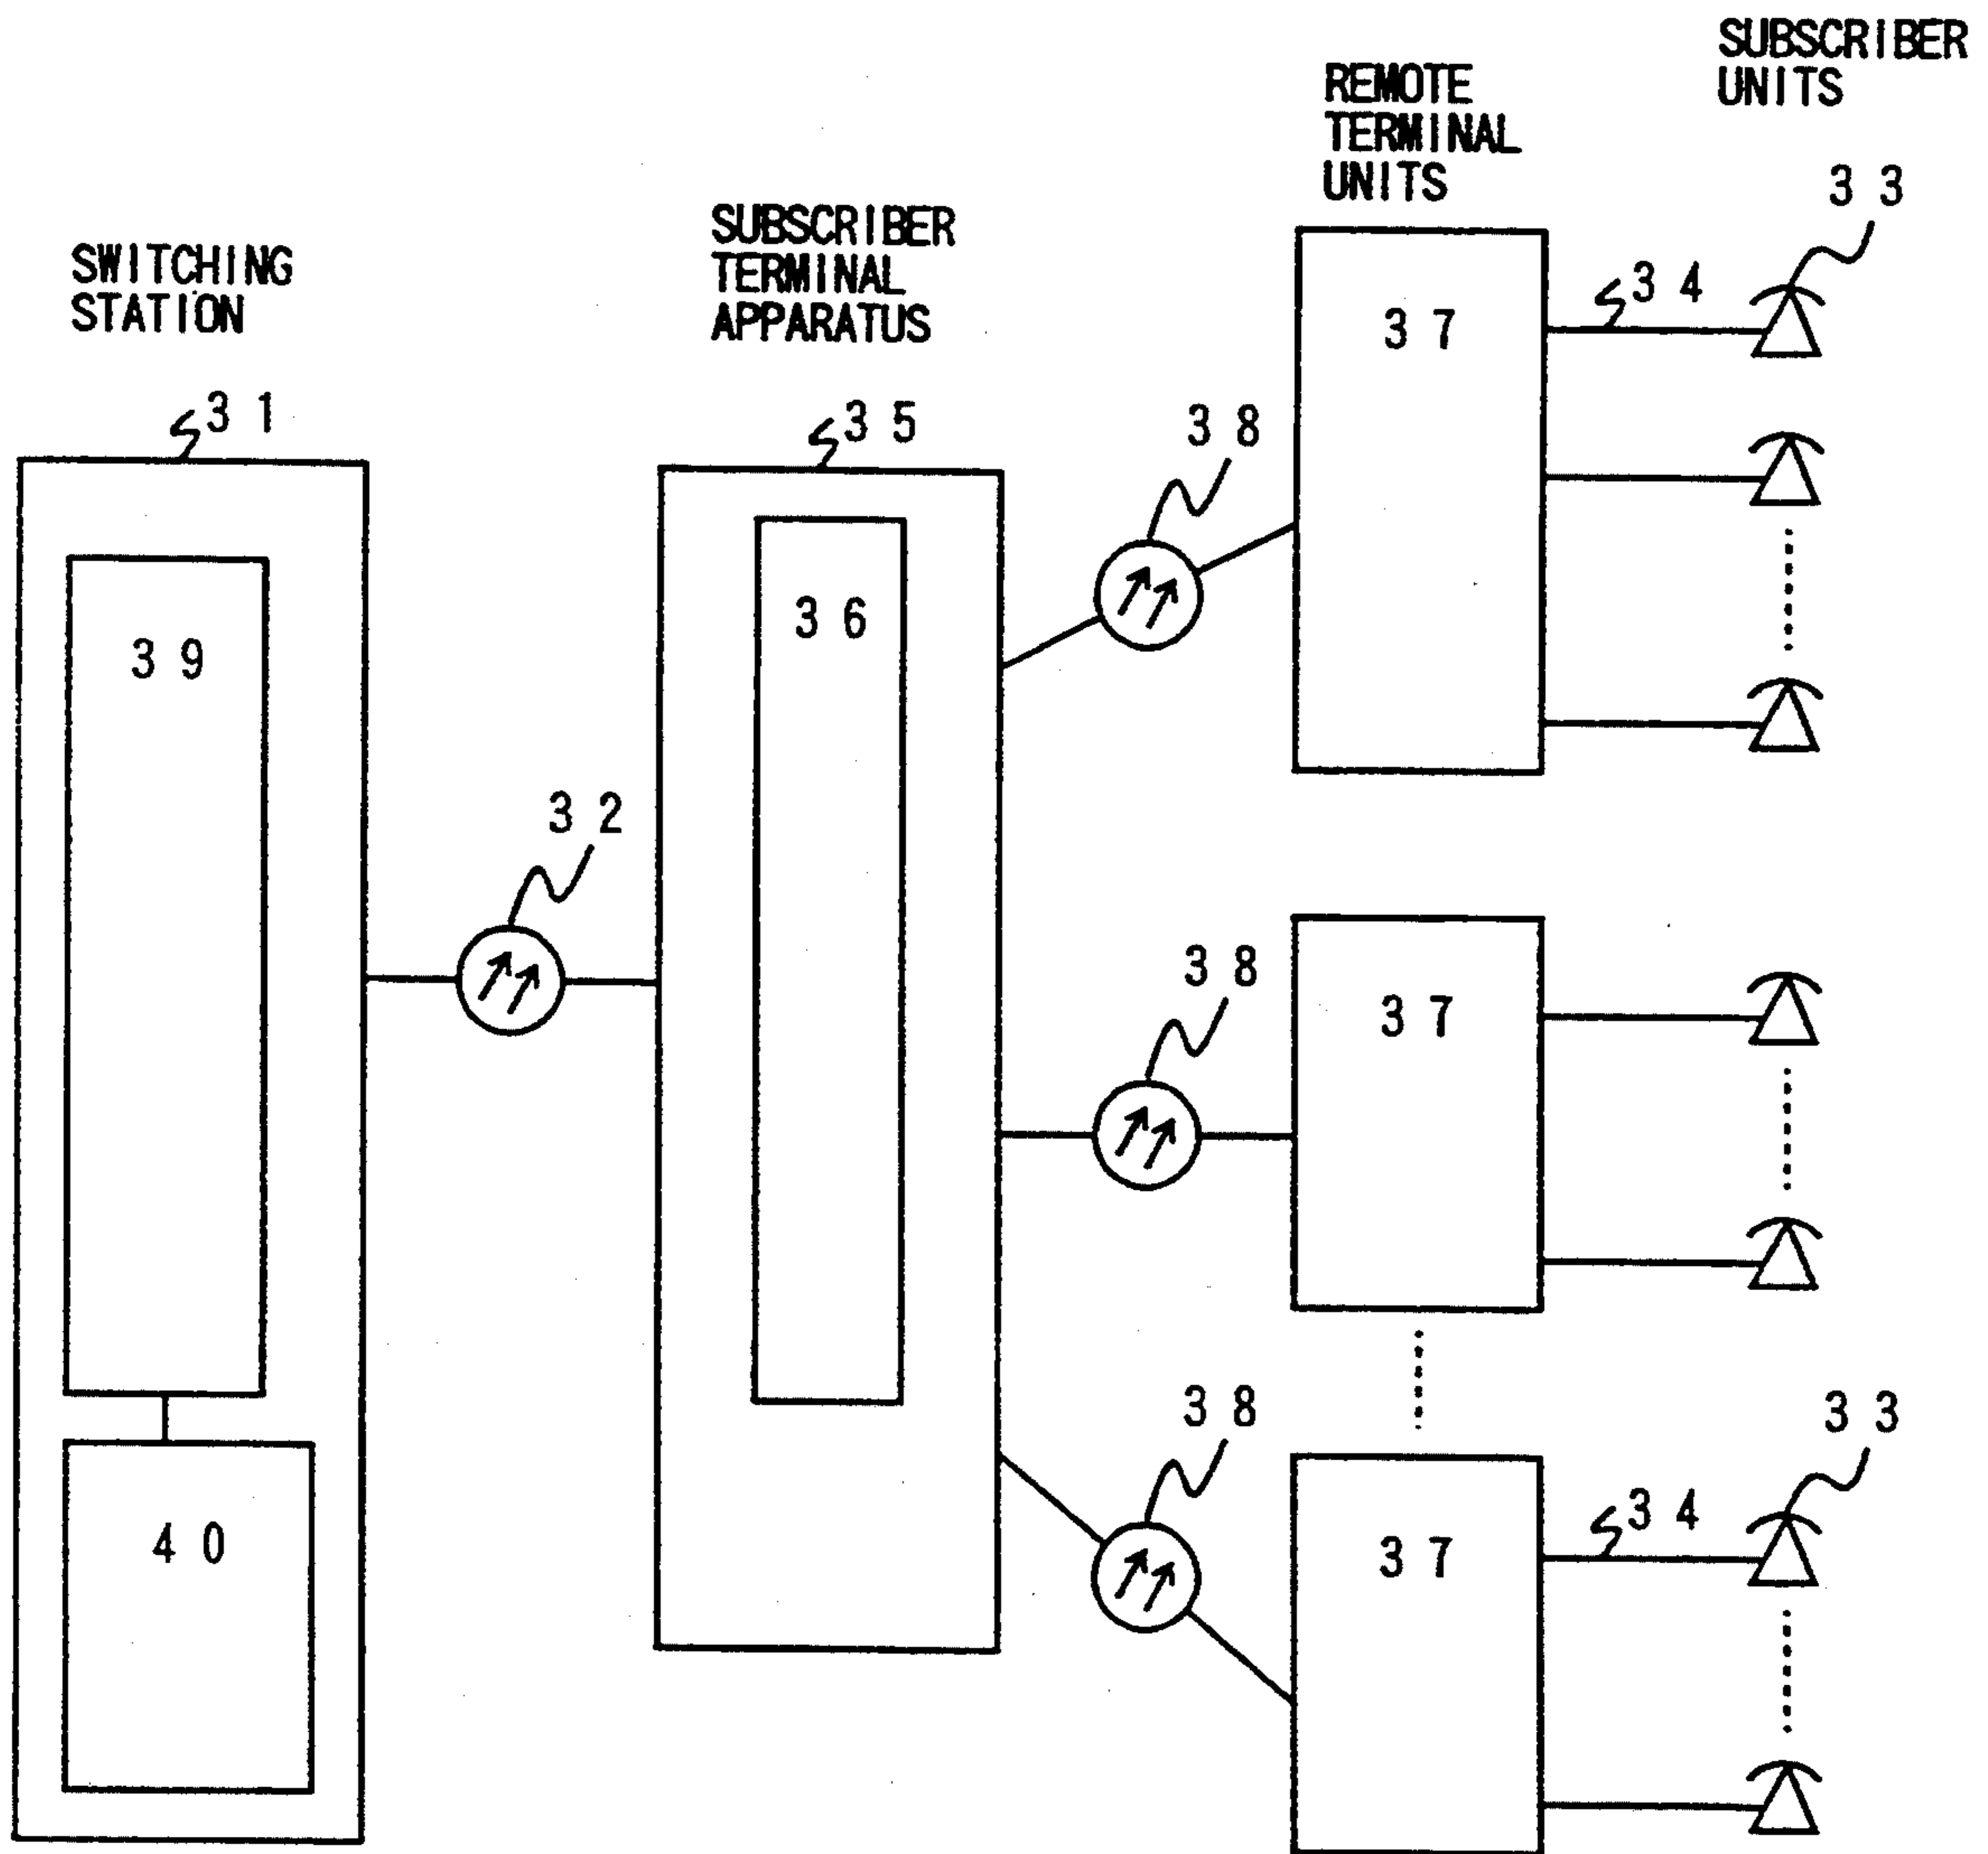 SUBSCRIBER
UNITS
REMOTE
TERMINAL
UNITS
33
SUBSCRIBER
TERMINAL
APPARATUS
SWITCHING
STATION
34
37
31
35
38
36
39
32
38
37
38
33
34
40
37